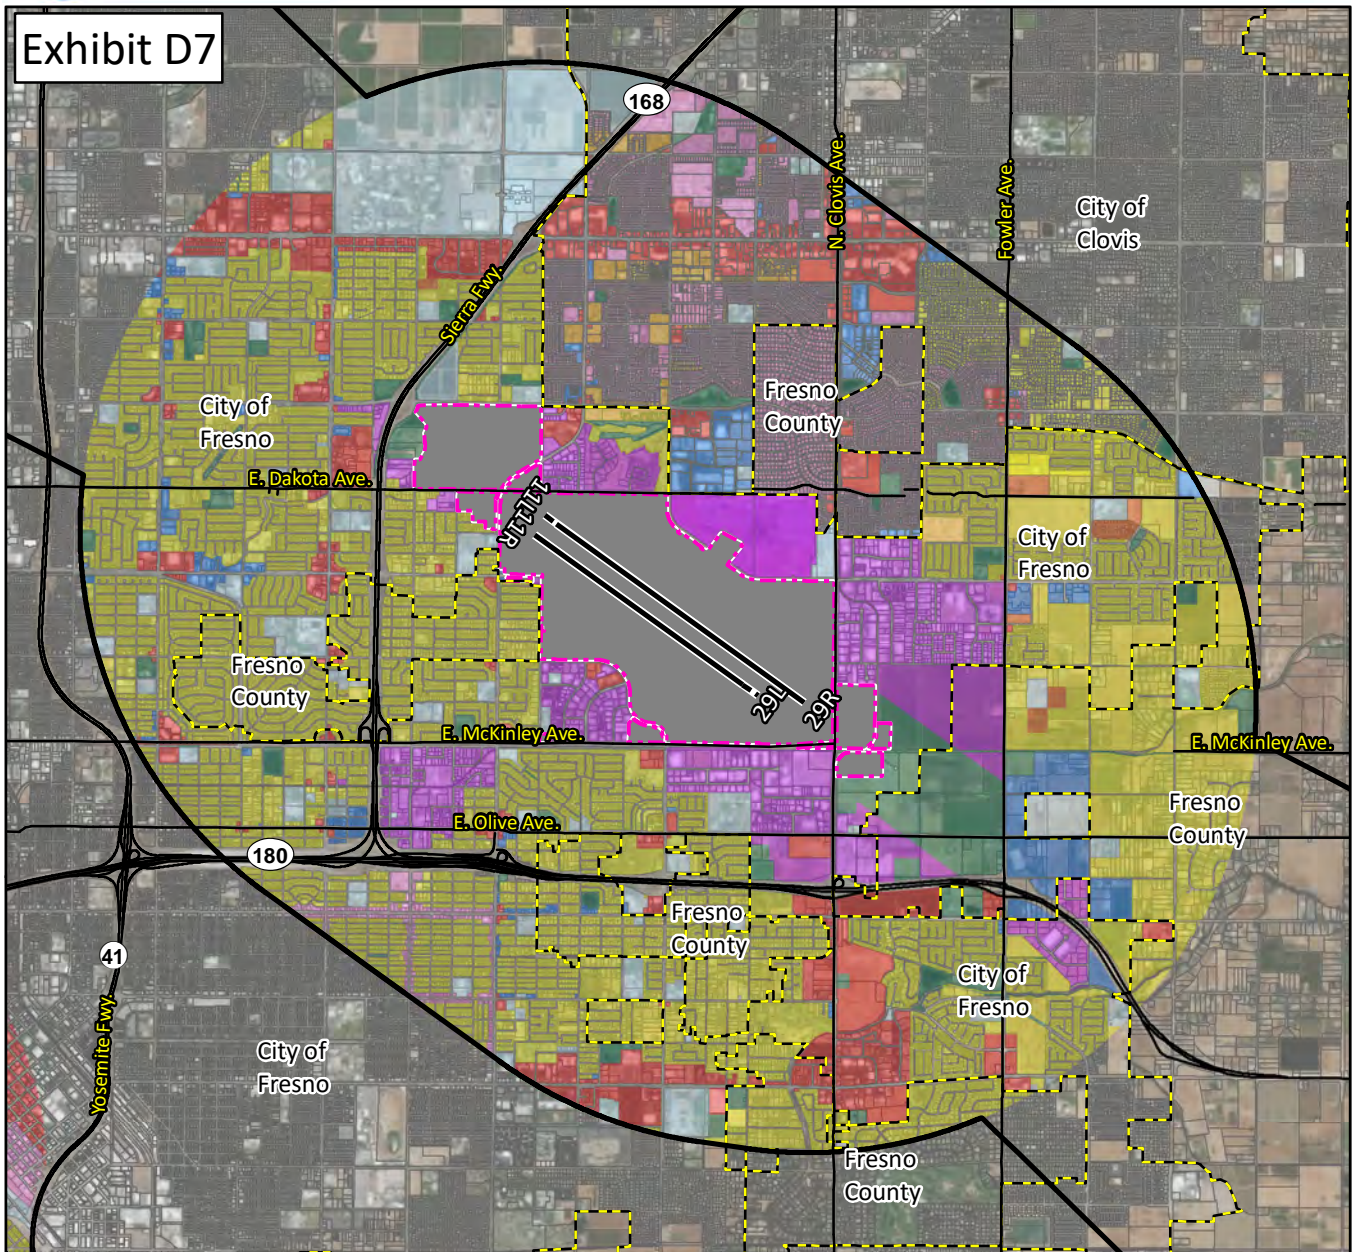 Exhibit D7
168
N. Clovis Ave.
Fowler Ave.
City of
Clovis
Sierra Fwy.
Fresno
County
City of
Fresno
E. Dakota Ave.
11L
11R
City of
Fresno
Fresno
County
29L
29R
E. McKinley Ave.
E. McKinley Ave.
Fresno
County
E. Olive Ave.
180
Fresno
County
41
City of
Fresno
Yosemite Fwy.
City of
Fresno
Fresno
County